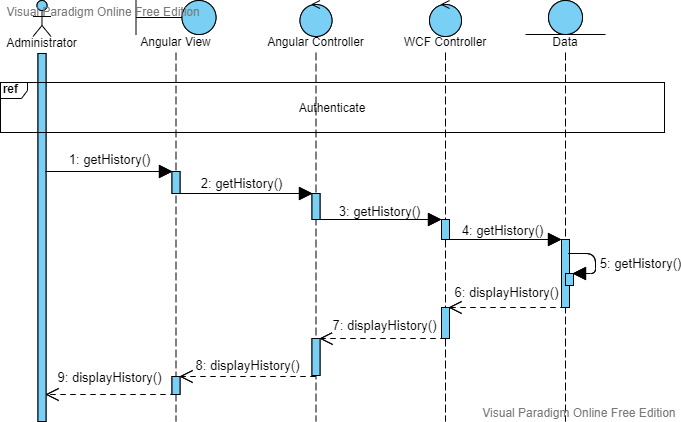 Visual Paradigm Online Free Edition
Administrator
Angular View
Angular Controller
WCF Controller
Data
ref
Authenticate
1: getHistory()
2: getHistory()
3: getHistory()
4: getHistory()
5: getHistory()
6: displayHistory()
7: displayHistory()
8: displayHistory()
9: displayHistory()
Visual Paradigm Online Free Edition